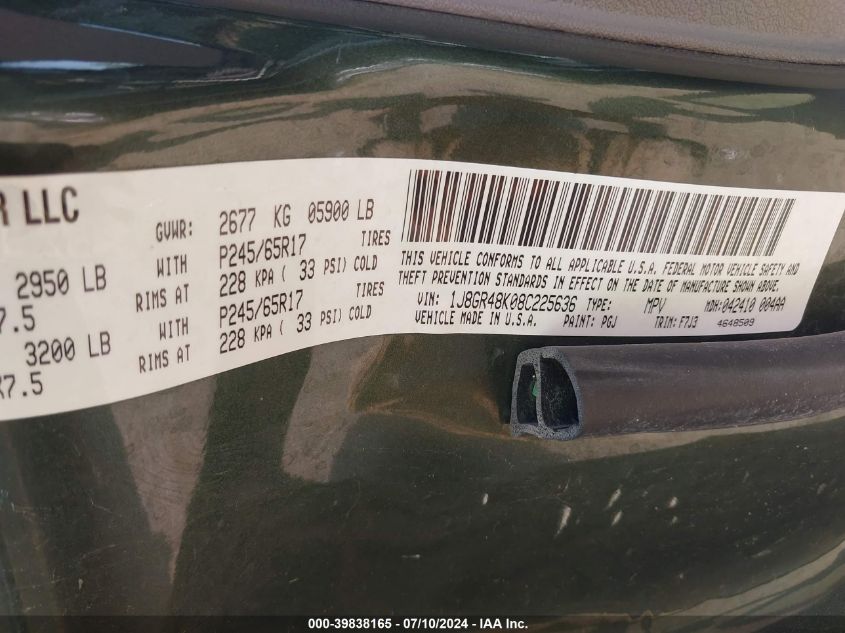 R LLC
GVWR: 2677 KG 05900 LB
2950 LB WITH P245/65R17 TIRES
7.5 RIMS AT 228 KPA ( 33 PSI) COLD
3200 LB WITH P245/65R17 TIRES
7.5 RIMS AT 228 KPA ( 33 PSI) COLD
THIS VEHICLE CONFORMS TO ALL APPLICABLE U.S.A. FEDERAL MOTOR VEHICLE SAFETY AND
THEFT PREVENTION STANDARDS IN EFFECT ON THE DATE OF MANUFACTURE SHOWN ABOVE.
VIN: 1J8GR48K08C225636 TYPE: MPV MDH:042410 004AA
VEHICLE MADE IN U.S.A. PAINT: PGJ TRIM: F7J3 4648509
000-39838165 - 07/10/2024 - IAA Inc.